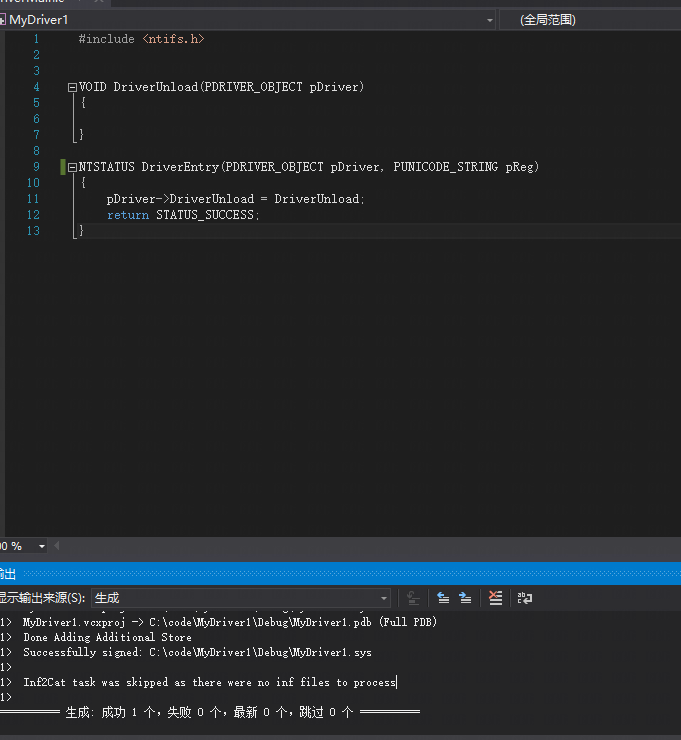 MyDriver1 (全局范围)
1 #include <ntifs.h>
2
3
4 VOID DriverUnload(PDRIVER_OBJECT pDriver)
5 {
6
7 }
8
9 NTSTATUS DriverEntry(PDRIVER_OBJECT pDriver, PUNICODE_STRING pReg)
10 {
11 pDriver->DriverUnload = DriverUnload;
12 return STATUS_SUCCESS;
13 }
00 %
输出
显示输出来源(S): 生成
1> MyDriver1.vcxproj -> C:\code\MyDriver1\Debug\MyDriver1.pdb (Full PDB)
1> Done Adding Additional Store
1> Successfully signed: C:\code\MyDriver1\Debug\MyDriver1.sys
1>
1> Inf2Cat task was skipped as there were no inf files to process
1>
========== 生成: 成功 1 个，失败 0 个，最新 0 个，跳过 0 个 ==========